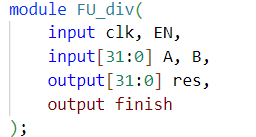 module FU_div(
    input clk, EN,
    input[31:0] A, B,
    output[31:0] res,
    output finish
);